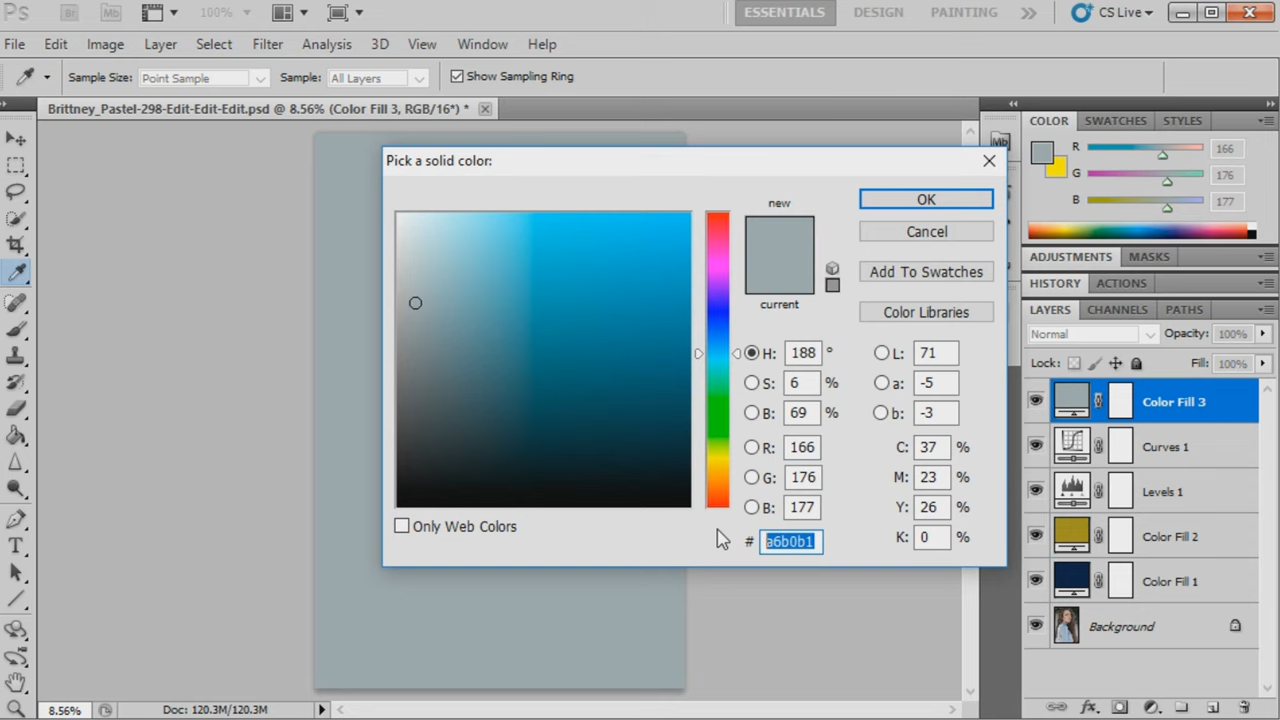 Ps Br Mb 100% ESSENTIALS DESIGN PAINTING >> CS Live
File Edit Image Layer Select Filter Analysis 3D View Window Help
Sample Size: Point Sample Sample: All Layers Show Sampling Ring
Brittney_Pastel-298-Edit-Edit-Edit.psd @ 8.56% (Color Fill 3, RGB/16*) *
Pick a solid color:
new
current
OK
Cancel
Add To Swatches
Color Libraries
H: 188 ° L: 71
S: 6 % a: -5
B: 69 % b: -3
R: 166 C: 37 %
G: 176 M: 23 %
B: 177 Y: 26 %
# a6b0b1 K: 0 %
Only Web Colors
Mb
COLOR SWATCHES STYLES
R 166
G 176
B 177
ADJUSTMENTS MASKS
HISTORY ACTIONS
LAYERS CHANNELS PATHS
Normal Opacity: 100%
Lock: Fill: 100%
Color Fill 3
Curves 1
Levels 1
Color Fill 2
Color Fill 1
Background
fx
8.56% Doc: 120.3M/120.3M